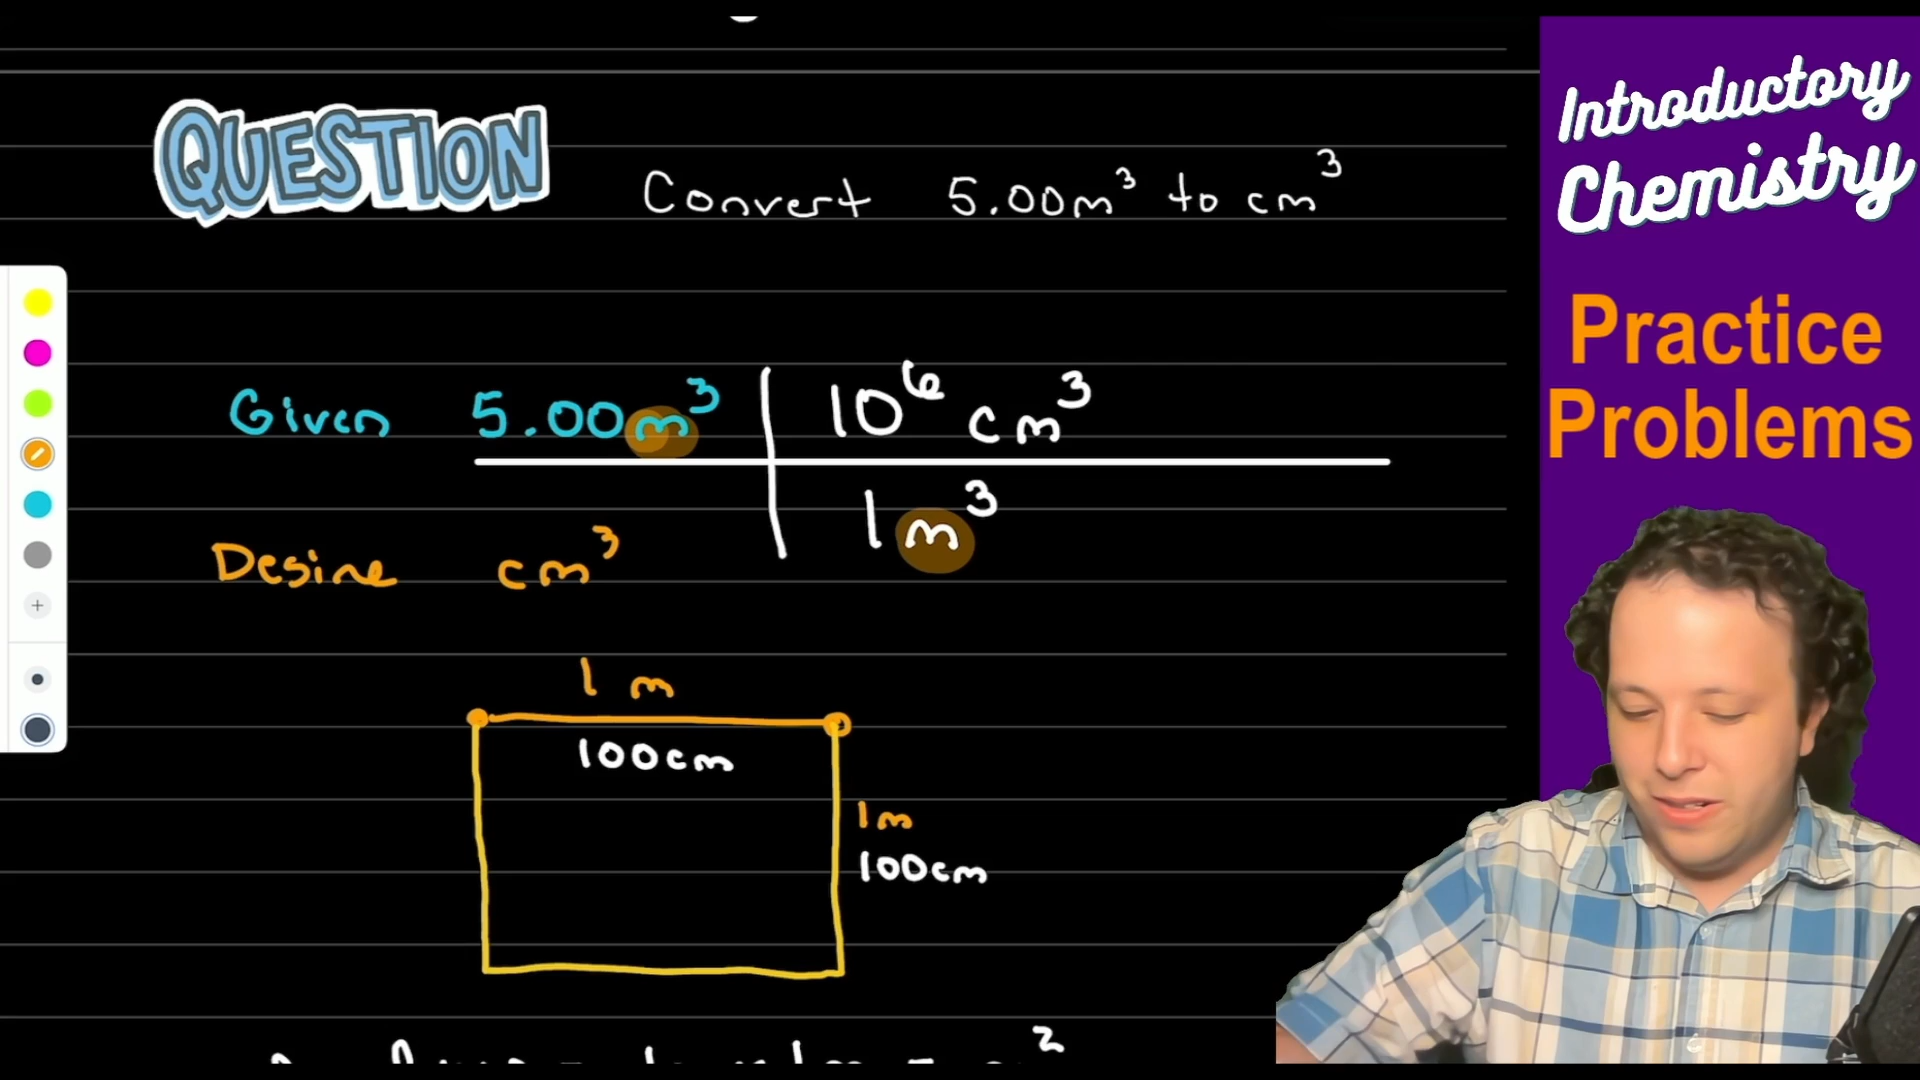 Introductory
Chemistry
Practice
Problems
QUESTION
Convert 5.00m³ to cm³
Given 5.00m³ 10⁶ cm³
1 m³
Desire cm³
1 m
100cm
1m
100cm